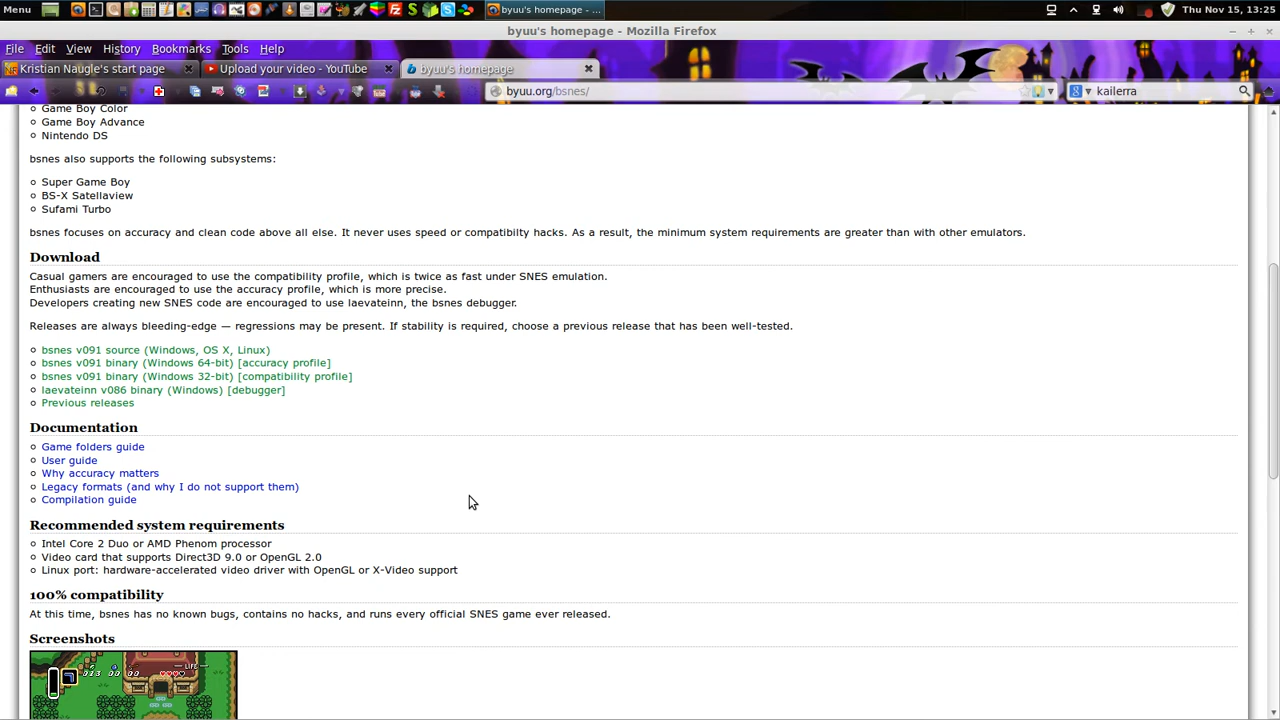 Menu
byuu's homepage - ...
Thu Nov 15, 13:25
byuu's homepage - Mozilla Firefox
File Edit View History Bookmarks Tools Help
Kristian Naugle's start page
Upload your video - YouTube
byuu's homepage
byuu.org/bsnes/
kailerra
Game Boy Color
Game Boy Advance
Nintendo DS
bsnes also supports the following subsystems:
Super Game Boy
BS-X Satellaview
Sufami Turbo
bsnes focuses on accuracy and clean code above all else. It never uses speed or compatibilty hacks. As a result, the minimum system requirements are greater than with other emulators.
Download
Casual gamers are encouraged to use the compatibility profile, which is twice as fast under SNES emulation.
Enthusiasts are encouraged to use the accuracy profile, which is more precise.
Developers creating new SNES code are encouraged to use laevateinn, the bsnes debugger.
Releases are always bleeding-edge — regressions may be present. If stability is required, choose a previous release that has been well-tested.
bsnes v091 source (Windows, OS X, Linux)
bsnes v091 binary (Windows 64-bit) [accuracy profile]
bsnes v091 binary (Windows 32-bit) [compatibility profile]
laevateinn v086 binary (Windows) [debugger]
Previous releases
Documentation
Game folders guide
User guide
Why accuracy matters
Legacy formats (and why I do not support them)
Compilation guide
Recommended system requirements
Intel Core 2 Duo or AMD Phenom processor
Video card that supports Direct3D 9.0 or OpenGL 2.0
Linux port: hardware-accelerated video driver with OpenGL or X-Video support
100% compatibility
At this time, bsnes has no known bugs, contains no hacks, and runs every official SNES game ever released.
Screenshots
LIFE